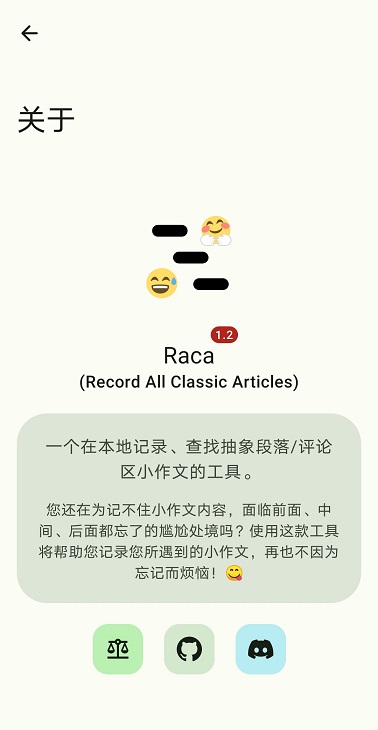 关于
1.2
Raca
(Record All Classic Articles)
一个在本地记录、查找抽象段落/评论
区小作文的工具。
您还在为记不住小作文内容，面临前面、中
间、后面都忘了的尴尬处境吗？使用这款工具
将帮助您记录您所遇到的小作文，再也不因为
忘记而烦恼！😋